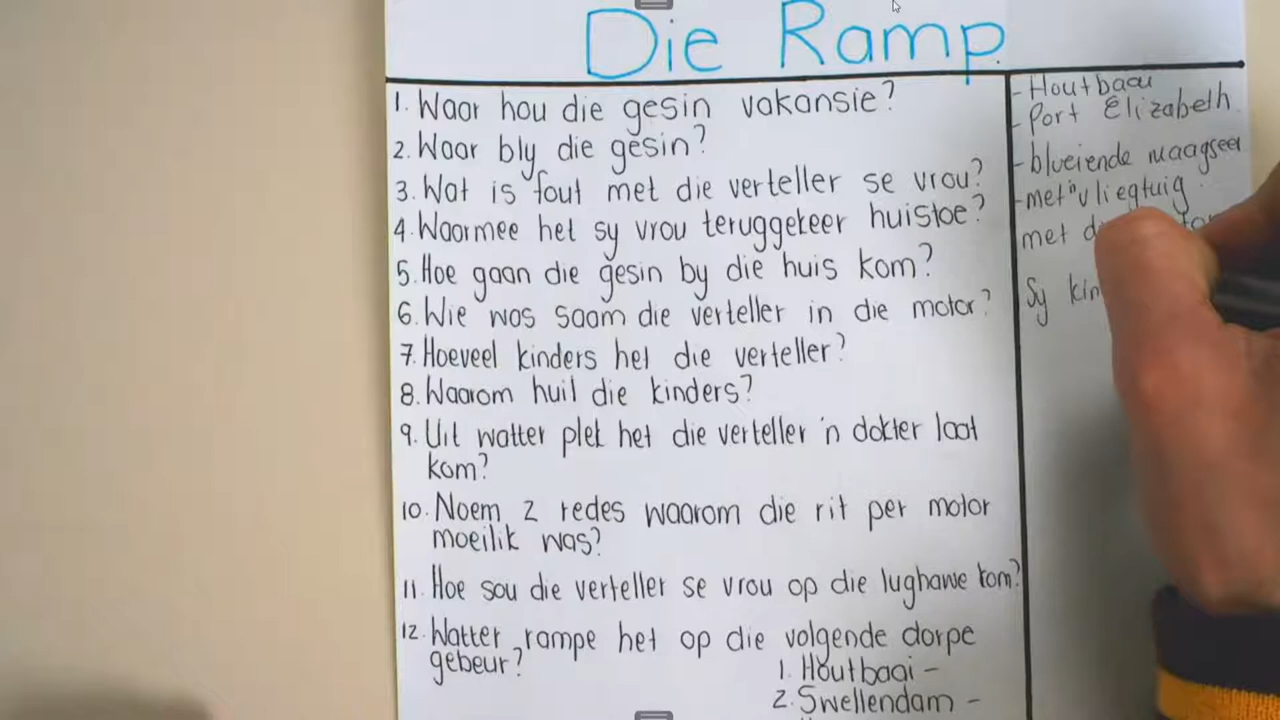 Die Ramp
1. Waar hou die gesin vakansie?
2. Waar bly die gesin?
3. Wat is fout met die verteller se vrou?
4. Waarmee het sy vrou teruggekeer huistoe?
5. Hoe gaan die gesin by die huis kom?
6. Wie was saam die verteller in die motor?
7. Hoeveel kinders het die verteller?
8. Waarom huil die kinders?
9. Uit watter plek het die verteller 'n dokter laat
kom?
10. Noem 2 redes waarom die rit per motor
moeilik was?
11. Hoe sou die verteller se vrou op die lughawe kom?
12. Watter rampe het op die volgende dorpe
gebeur?
1. Houtbaai -
2. Swellendam -
- Houtbaai
- Port Elizabeth
- bloeiende maagseer
- met 'n vliegtuig
met
Sy